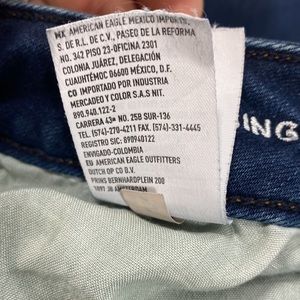 MX AMERICAN EAGLE MEXICO IMPORTS,
S. DE R.L. DE C.V., PASEO DE LA REFORMA
NO. 342 PISO 23-OFICINA 2301
COLONIA JUÁREZ, DELEGACIÓN
CUAUHTÉMOC 06600 MÉXICO, D.F.
CO IMPORTADO POR INDUSTRIA
MERCADEO Y COLOR S.A.S NIT.
890.940.122-2
CARRERA 43ª NO. 25B SUR-136
TEL. (574)-270-4211 FAX. (574)-331-4445
REGISTRO SIC: 890940122
ENVIGADO-COLOMBIA
EU AMERICAN EAGLE OUTFITTERS
DUTCH OP CO B.V.
PRINS BERNHARDPLEIN 200
1097 JB AMSTERDAM
ING